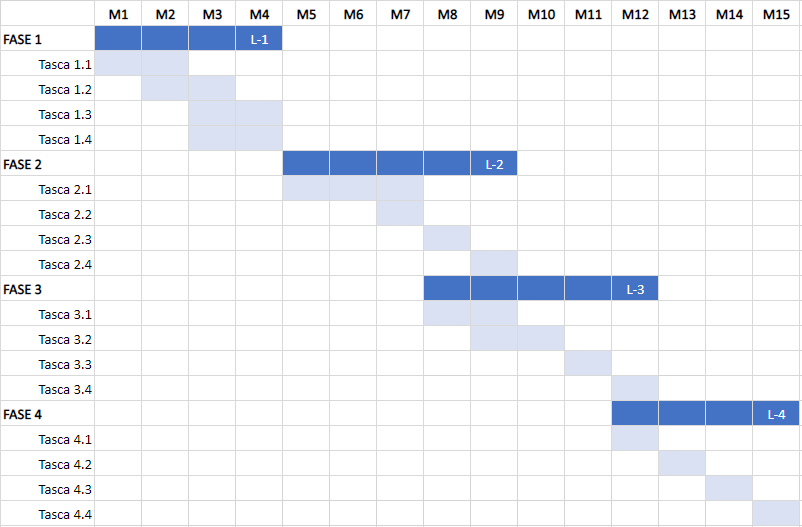 M1 M2 M3 M4 M5 M6 M7 M8 M9 M10 M11 M12 M13 M14 M15
FASE 1 L-1
Tasca 1.1
Tasca 1.2
Tasca 1.3
Tasca 1.4
FASE 2 L-2
Tasca 2.1
Tasca 2.2
Tasca 2.3
Tasca 2.4
FASE 3 L-3
Tasca 3.1
Tasca 3.2
Tasca 3.3
Tasca 3.4
FASE 4 L-4
Tasca 4.1
Tasca 4.2
Tasca 4.3
Tasca 4.4